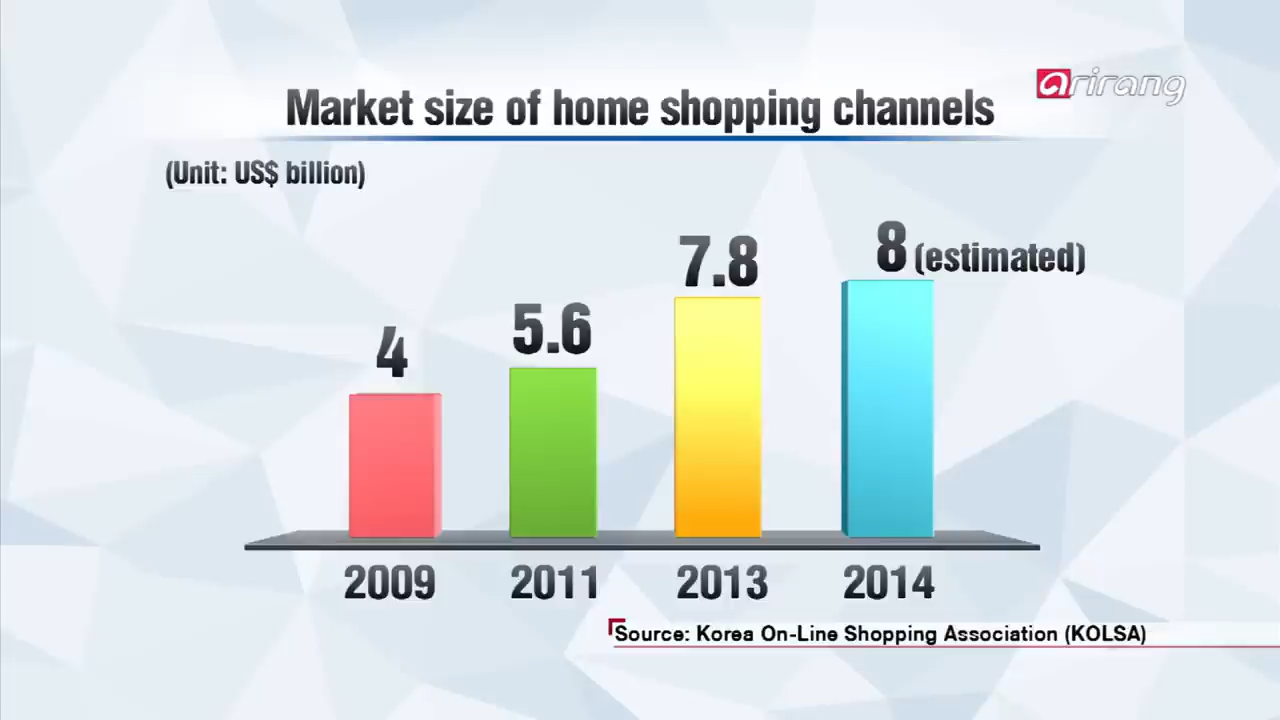 arirang
Market size of home shopping channels
(Unit: US$ billion)
4
5.6
7.8
8 (estimated)
2009 2011 2013 2014
Source: Korea On-Line Shopping Association (KOLSA)